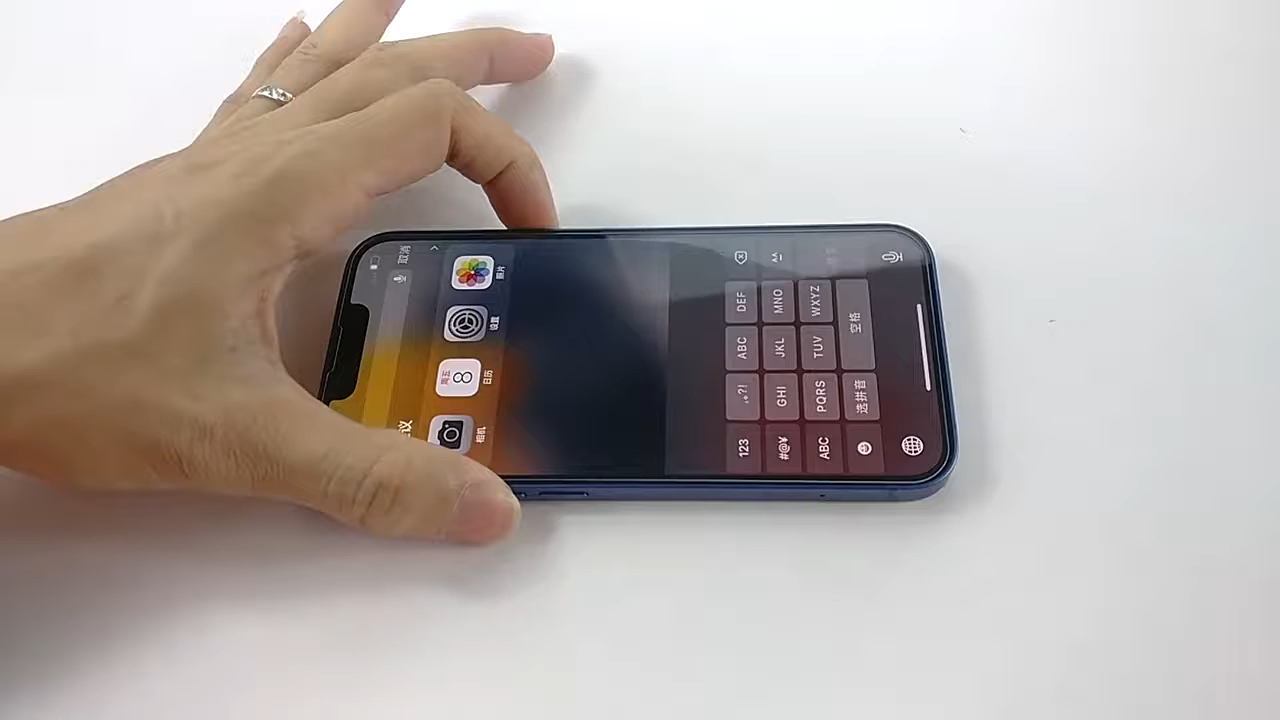 取消
议
周五
8
相机 日历 设置 照片
123 ,。?! ABC DEF
#@¥ GHI JKL MNO ^^
ABC PQRS TUV WXYZ
选拼音 空格